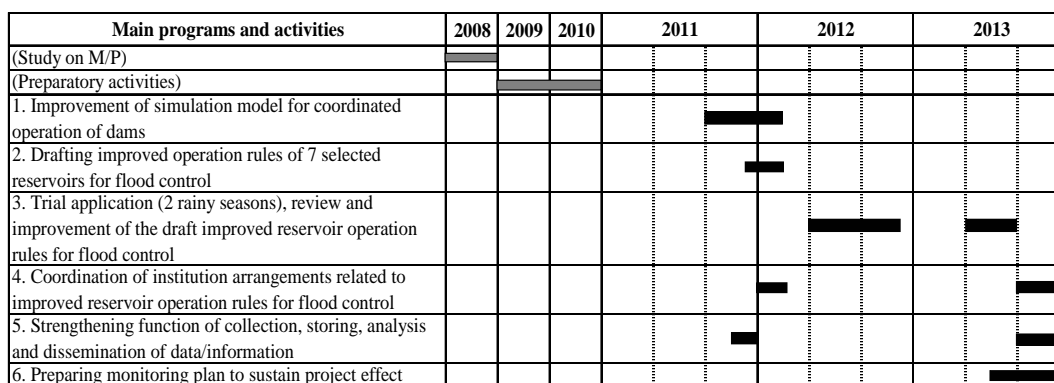 Main programs and activities 2008 2009 2010 2011 2012 2013
(Study on M/P)
(Preparatory activities)
1. Improvement of simulation model for coordinated
operation of dams
2. Drafting improved operation rules of 7 selected
reservoirs for flood control
3. Trial application (2 rainy seasons), review and
improvement of the draft improved reservoir operation
rules for flood control
4. Coordination of institution arrangements related to
improved reservoir operation rules for flood control
5. Strengthening function of collection, storing, analysis
and dissemination of data/information
6. Preparing monitoring plan to sustain project effect